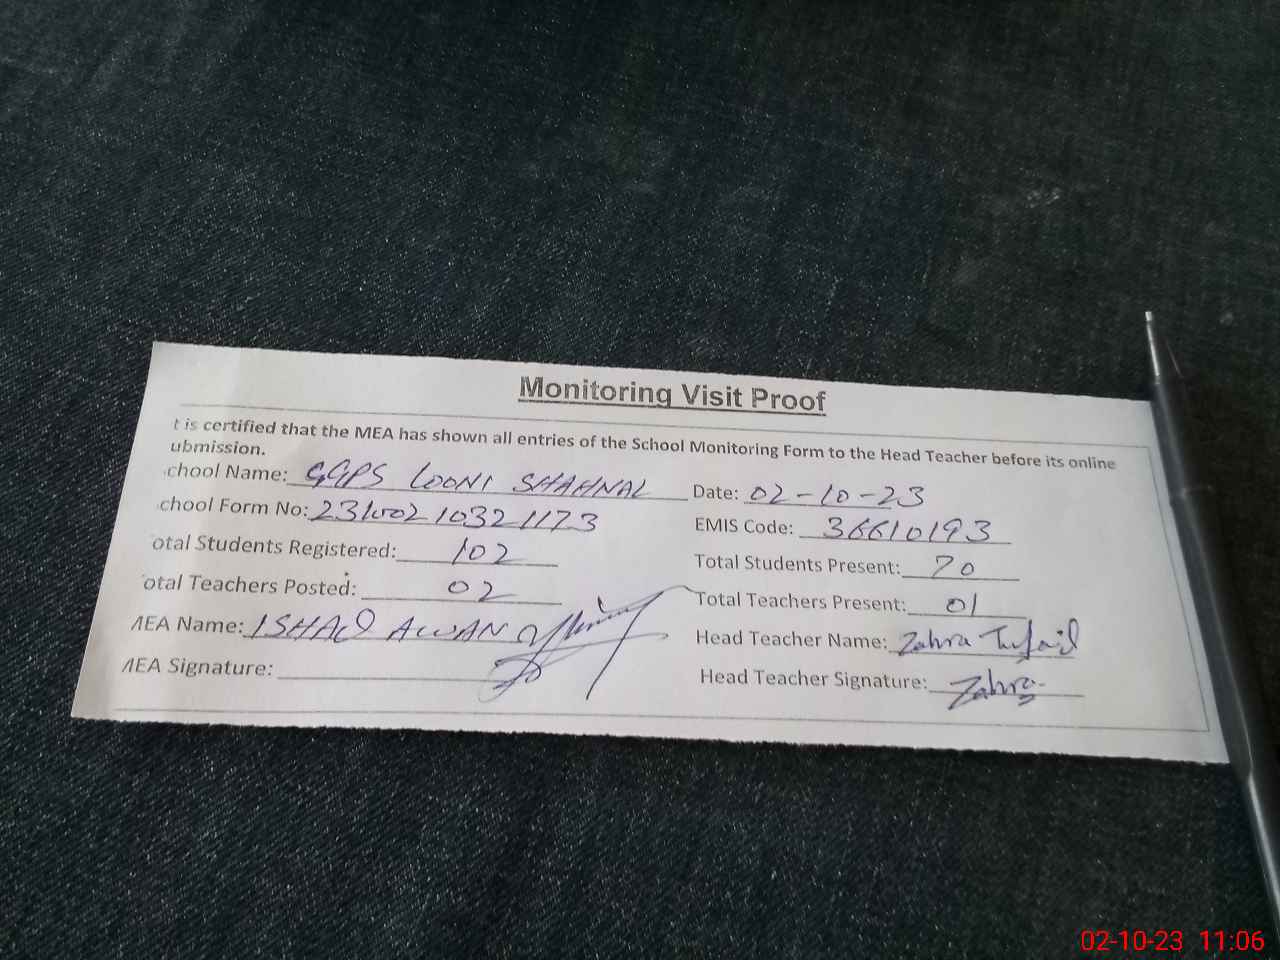 Monitoring Visit Proof
t is certified that the MEA has shown all entries of the School Monitoring Form to the Head Teacher before its online
ubmission.
chool Name: GGPS LOONI SHAHNAL Date: 02-10-23
chool Form No: 23100210321173 EMIS Code: 36610193
otal Students Registered: 102 Total Students Present: 70
otal Teachers Posted: 02 Total Teachers Present: 01
MEA Name: ISHAQ AWAN Head Teacher Name: Zahra Tufail
MEA Signature: Head Teacher Signature: Zahra
02-10-23 11:06